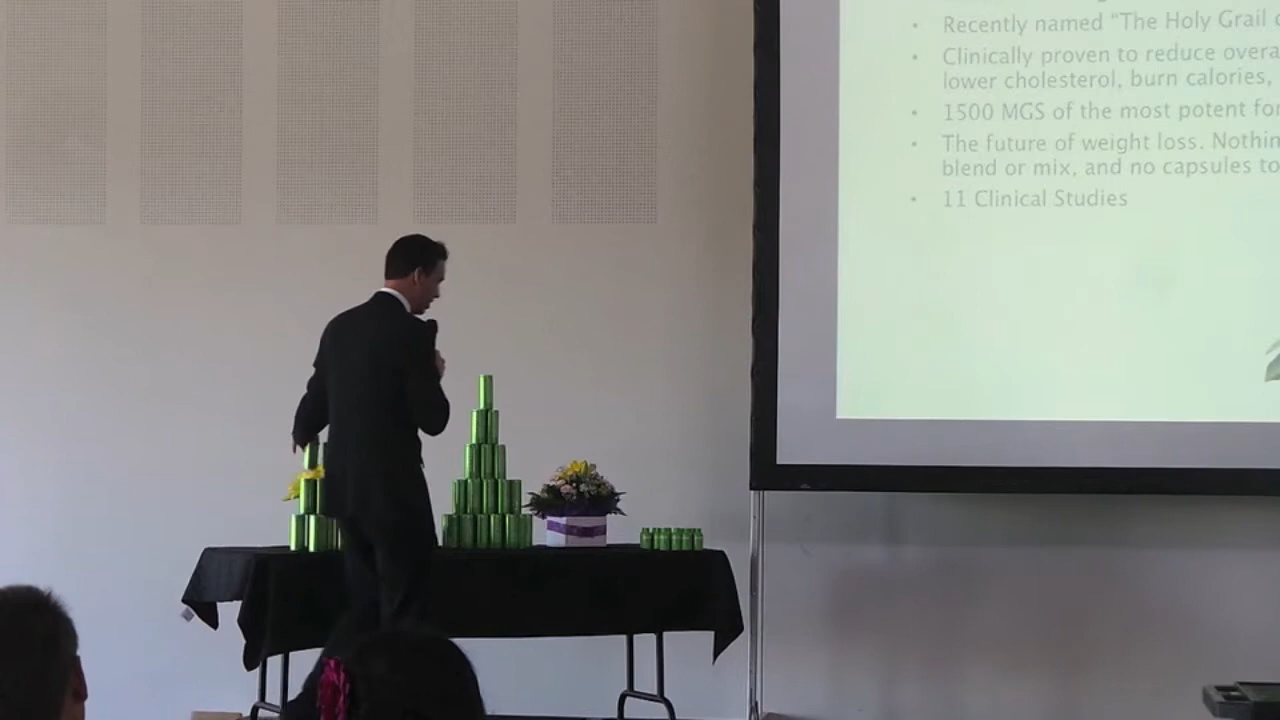 • Recently named "The Holy Grail
• Clinically proven to reduce overa
lower cholesterol, burn calories,
• 1500 MGS of the most potent for
• The future of weight loss. Nothin
blend or mix, and no capsules to
• 11 Clinical Studies